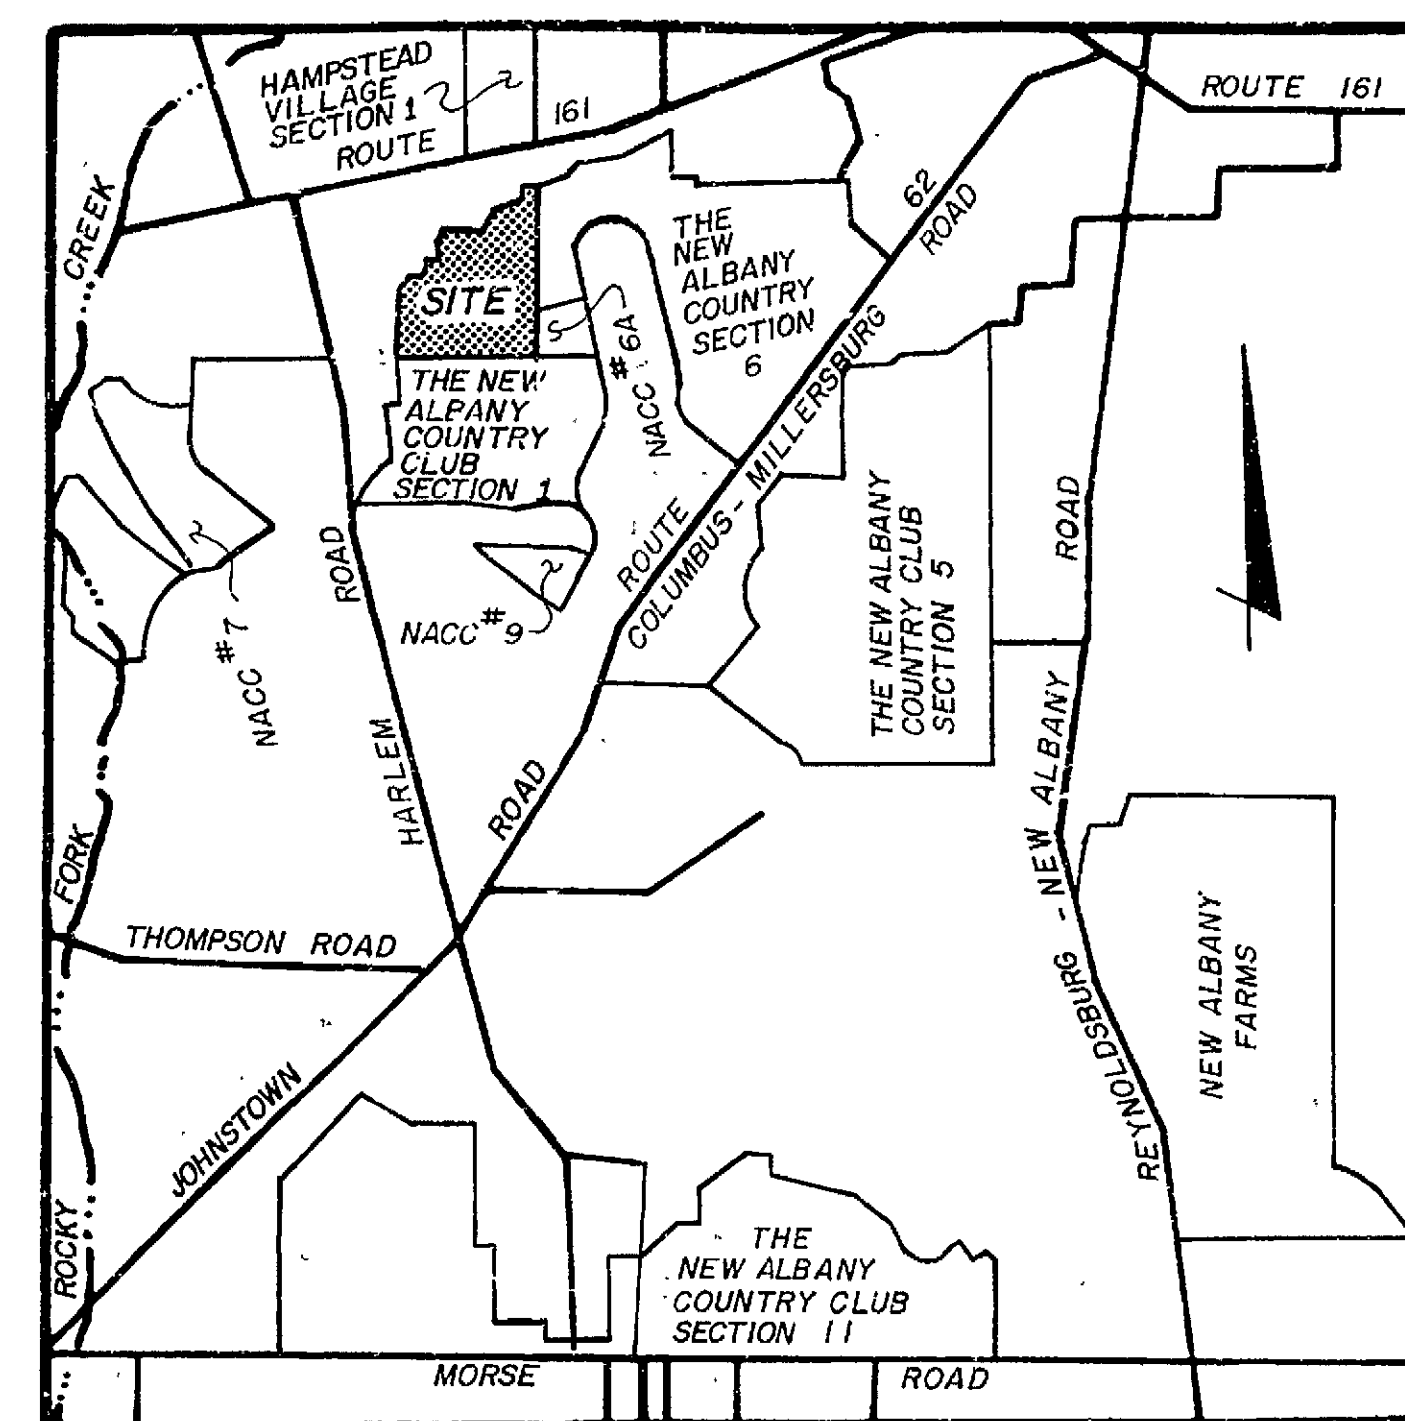 HAMPSTEAD
VILLAGE
SECTION 1
ROUTE 161
ROUTE 161
CREEK
SITE
THE
NEW
ALBANY
COUNTRY
SECTION
6
62
ROAD
#6A
NACC
THE NEW
ALBANY
COUNTRY
CLUB
SECTION 1
ROUTE
COLUMBUS - MILLERSBURG
ROAD
NACC #9
#7
NACC
THE NEW ALBANY
COUNTRY CLUB
SECTION 5
ROAD
HARLEM
ROAD
REYNOLDSBURG - NEW ALBANY
FORK
THOMPSON ROAD
NEW ALBANY
FARMS
JOHNSTOWN
ROCKY
THE
NEW ALBANY
COUNTRY CLUB
SECTION 11
MORSE ROAD